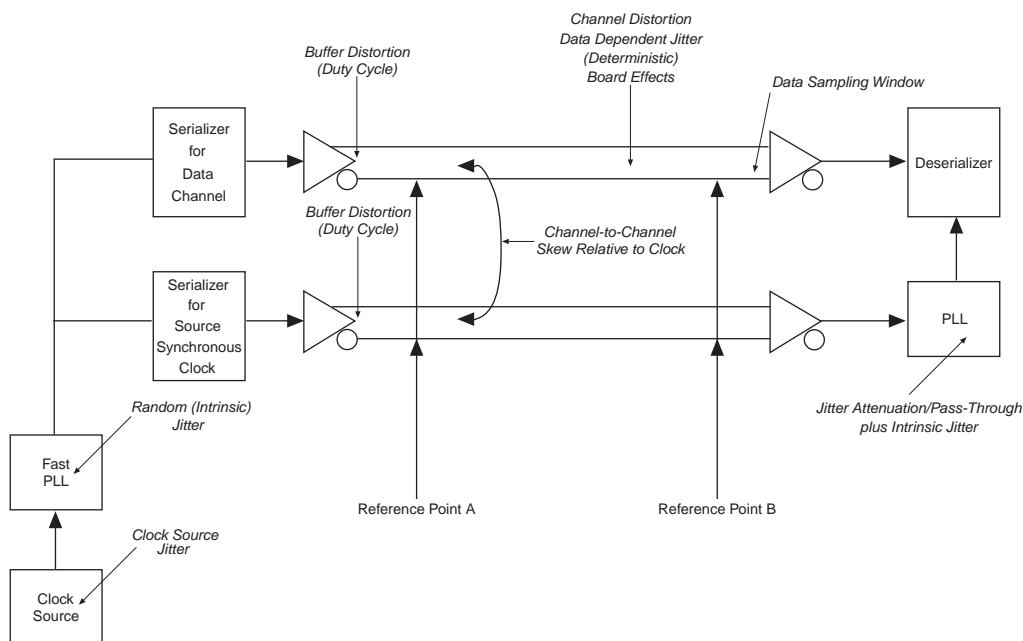 Channel Distortion
Data Dependent Jitter
(Deterministic)
Board Effects
Buffer Distortion
(Duty Cycle)
Data Sampling Window
Serializer
for
Data
Channel
Deserializer
Buffer Distortion
(Duty Cycle)
Channel-to-Channel
Skew Relative to Clock
Serializer
for
Source
Synchronous
Clock
PLL
Random (Intrinsic)
Jitter
Jitter Attenuation/Pass-Through
plus Intrinsic Jitter
Fast
PLL
Reference Point A
Reference Point B
Clock Source
Jitter
Clock
Source